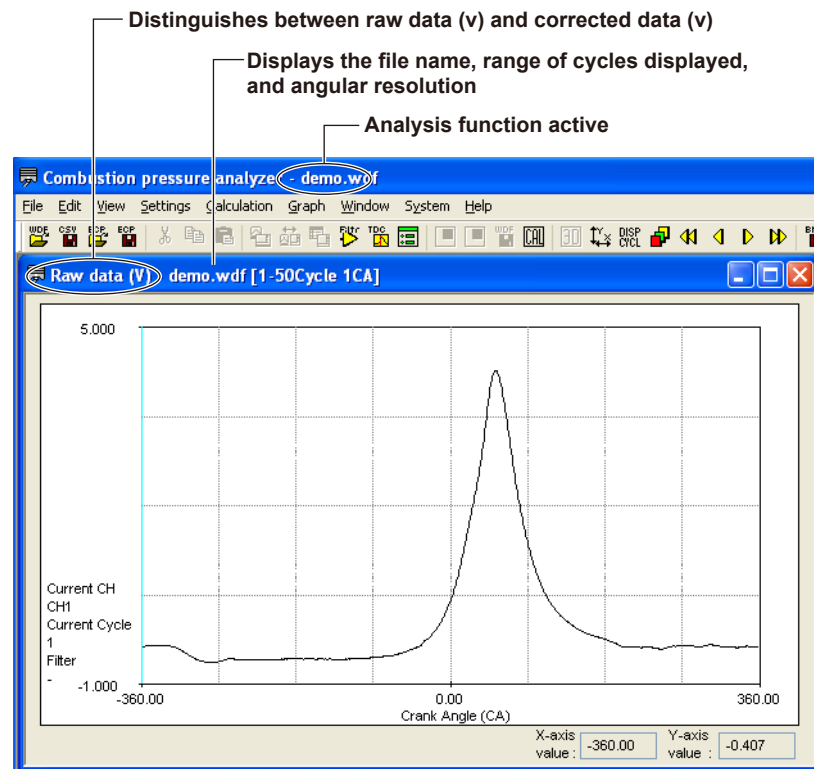 Distinguishes between raw data (v) and corrected data (v)
Displays the file name, range of cycles displayed,
and angular resolution
Analysis function active
Combustion pressure analyze - demo.wdf
File Edit View Settings Calculation Graph Window System Help
WDF CSV ECP ECP Filtr TDC WDF CAL 3D Y X DISP CYCL
Raw data (V) demo.wdf [1-50Cycle 1CA]
5.000
Current CH
CH1
Current Cycle
1
Filter
-
-1.000
-360.00 0.00 360.00
Crank Angle (CA)
X-axis value : -360.00 Y-axis value : -0.407